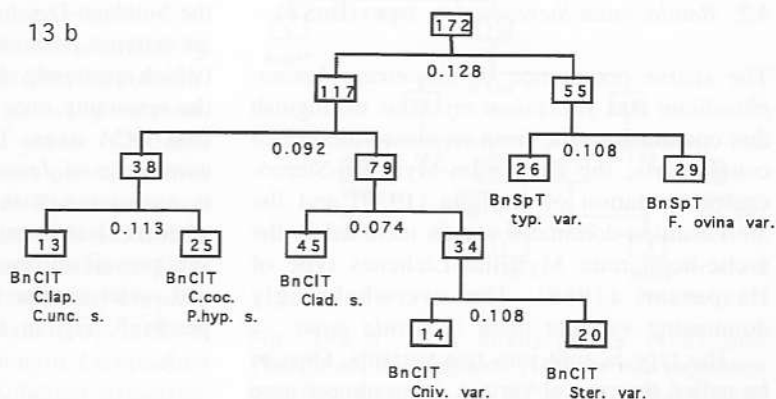 13 b
172
0.128
117
55
0.092
0.108
38
79
26
29
BnSpT
typ. var.
BnSpT
F. ovina var.
0.113
0.074
13
25
45
34
BnCIT
C.lap.
C.unc. s.
BnCIT
C.coc.
P.hyp. s.
BnCIT
Clad. s.
0.108
14
20
BnCIT
Cniv. var.
BnCIT
Ster. var.